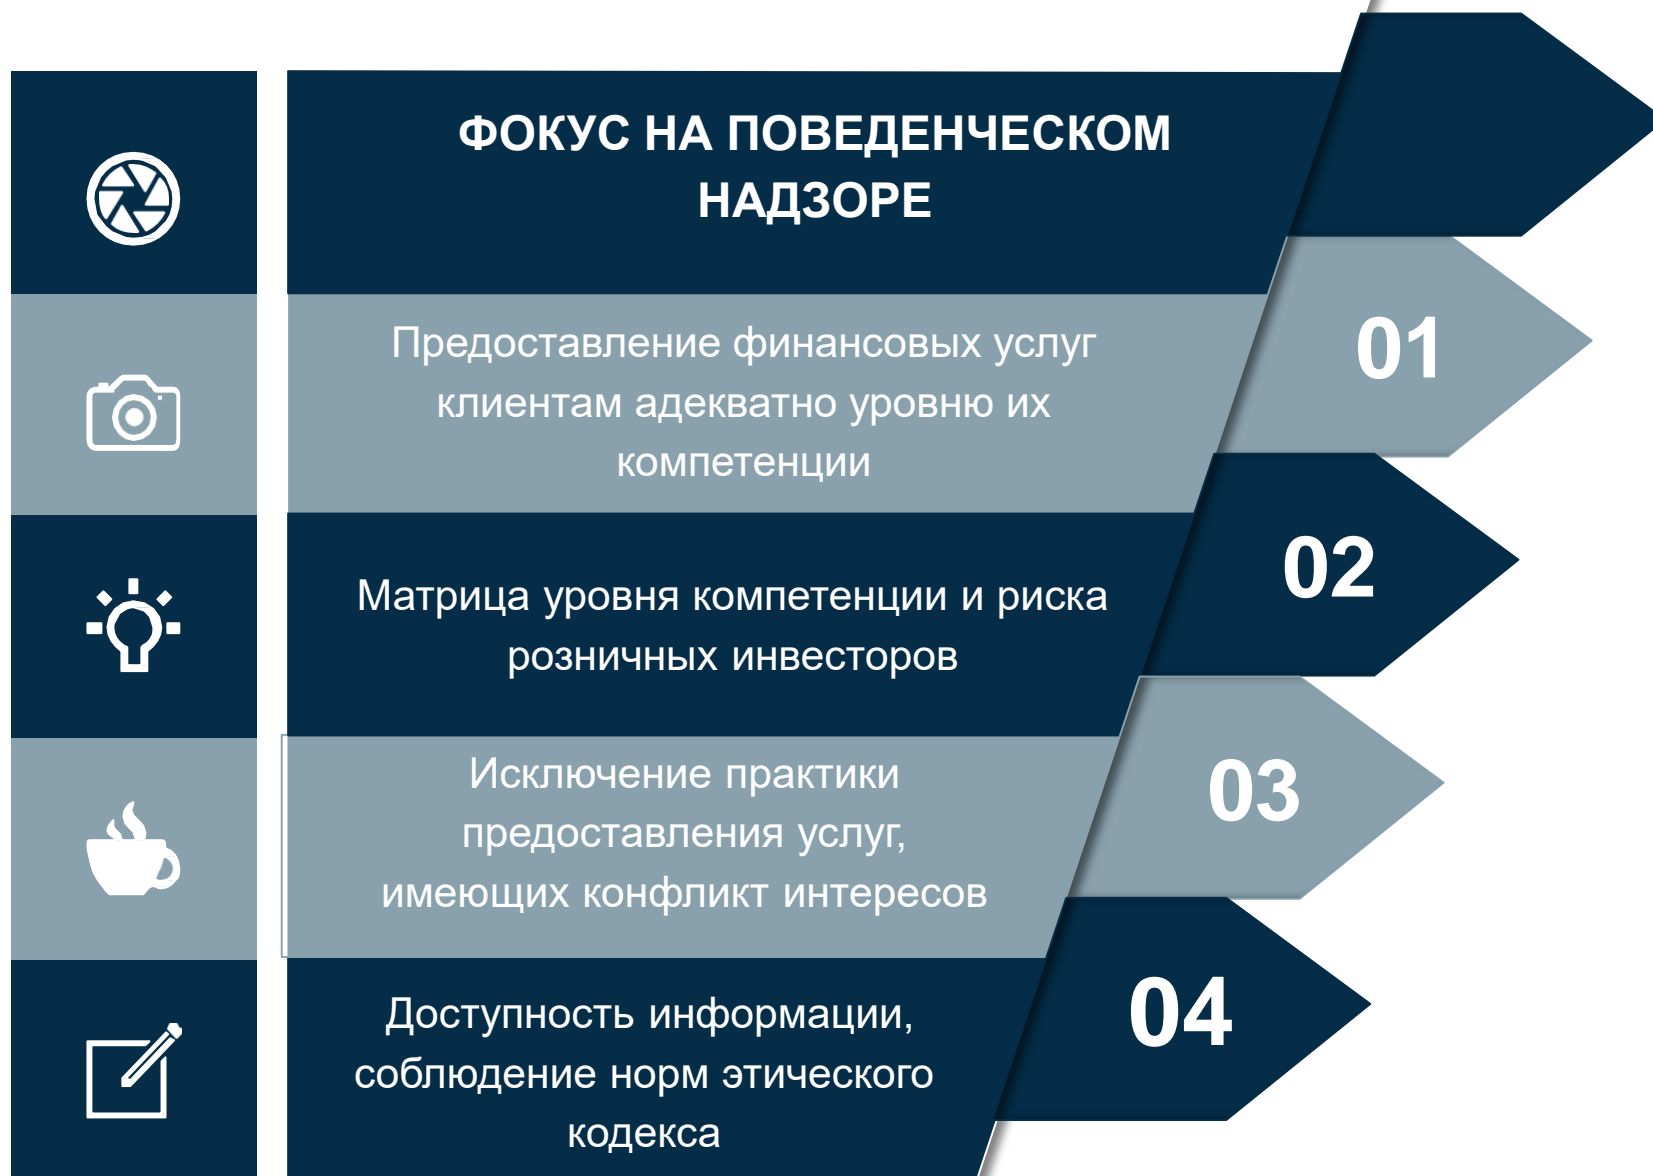 ФОКУС НА ПОВЕДЕНЧЕСКОМ
НАДЗОРЕ
Предоставление финансовых услуг
клиентам адекватно уровню их
компетенции
01
Матрица уровня компетенции и риска
розничных инвесторов
02
Исключение практики
предоставления услуг,
имеющих конфликт интересов
03
Доступность информации,
соблюдение норм этического
кодекса
04